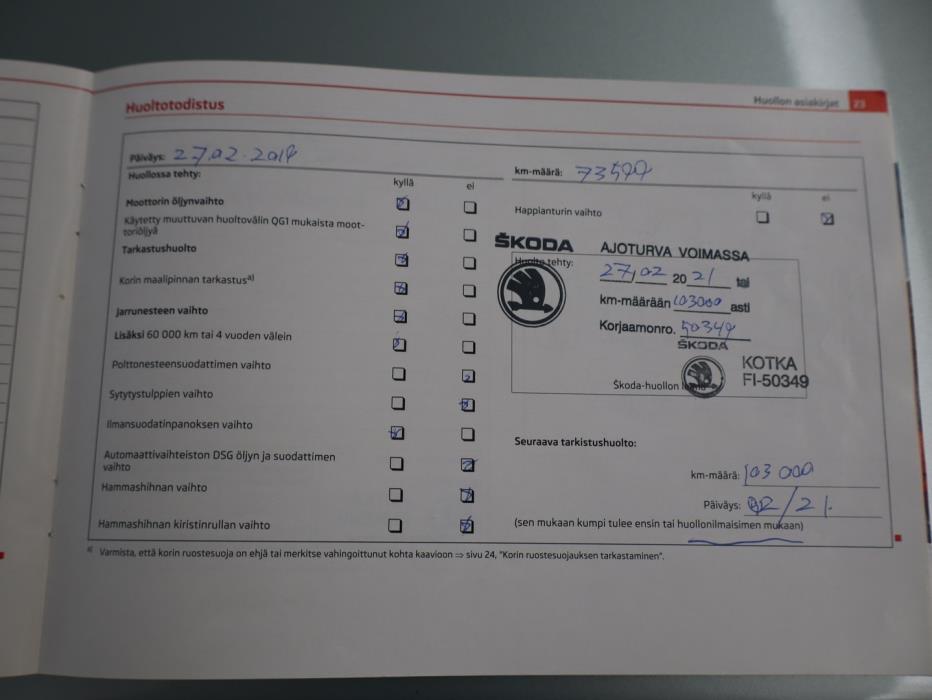 Huoltotodistus
Huollon asiakirjat 23
Päiväys: 27.02.2019
km-määrä:
Huollossa tehty:
kyllä ei
kyllä ei
Moottorin öljynvaihto
Happianturin vaihto
Käytetty muuttuvan huoltovälin QG1 mukaista moot-
toriöljyä
Tarkastushuolto
Korin maalipinnan tarkastusa)
Jarrunesteen vaihto
Lisäksi 60 000 km tai 4 vuoden välein
Polttonesteensuodattimen vaihto
Sytytystulppien vaihto
Ilmansuodatinpanoksen vaihto
Automaattivaihteiston DSG öljyn ja suodattimen
vaihto
Hammashihnan vaihto
Hammashihnan kiristinrullan vaihto
ŠKODA AJOTURVA VOIMASSA
Huolto tehty:
27,02 2021 tai
km-määrään 103000 asti
Korjaamonro. 50349
ŠKODA
KOTKA
FI-50349
Škoda-huollon
Seuraava tarkistushuolto:
km-määrä: 103 000
Päiväys: 02/21.
(sen mukaan kumpi tulee ensin tai huollonilmaisimen mukaan)
a) Varmista, että korin ruostesuoja on ehjä tai merkitse vahingoittunut kohta kaavioon ⇒ sivu 24, "Korin ruostesuojauksen tarkastaminen".